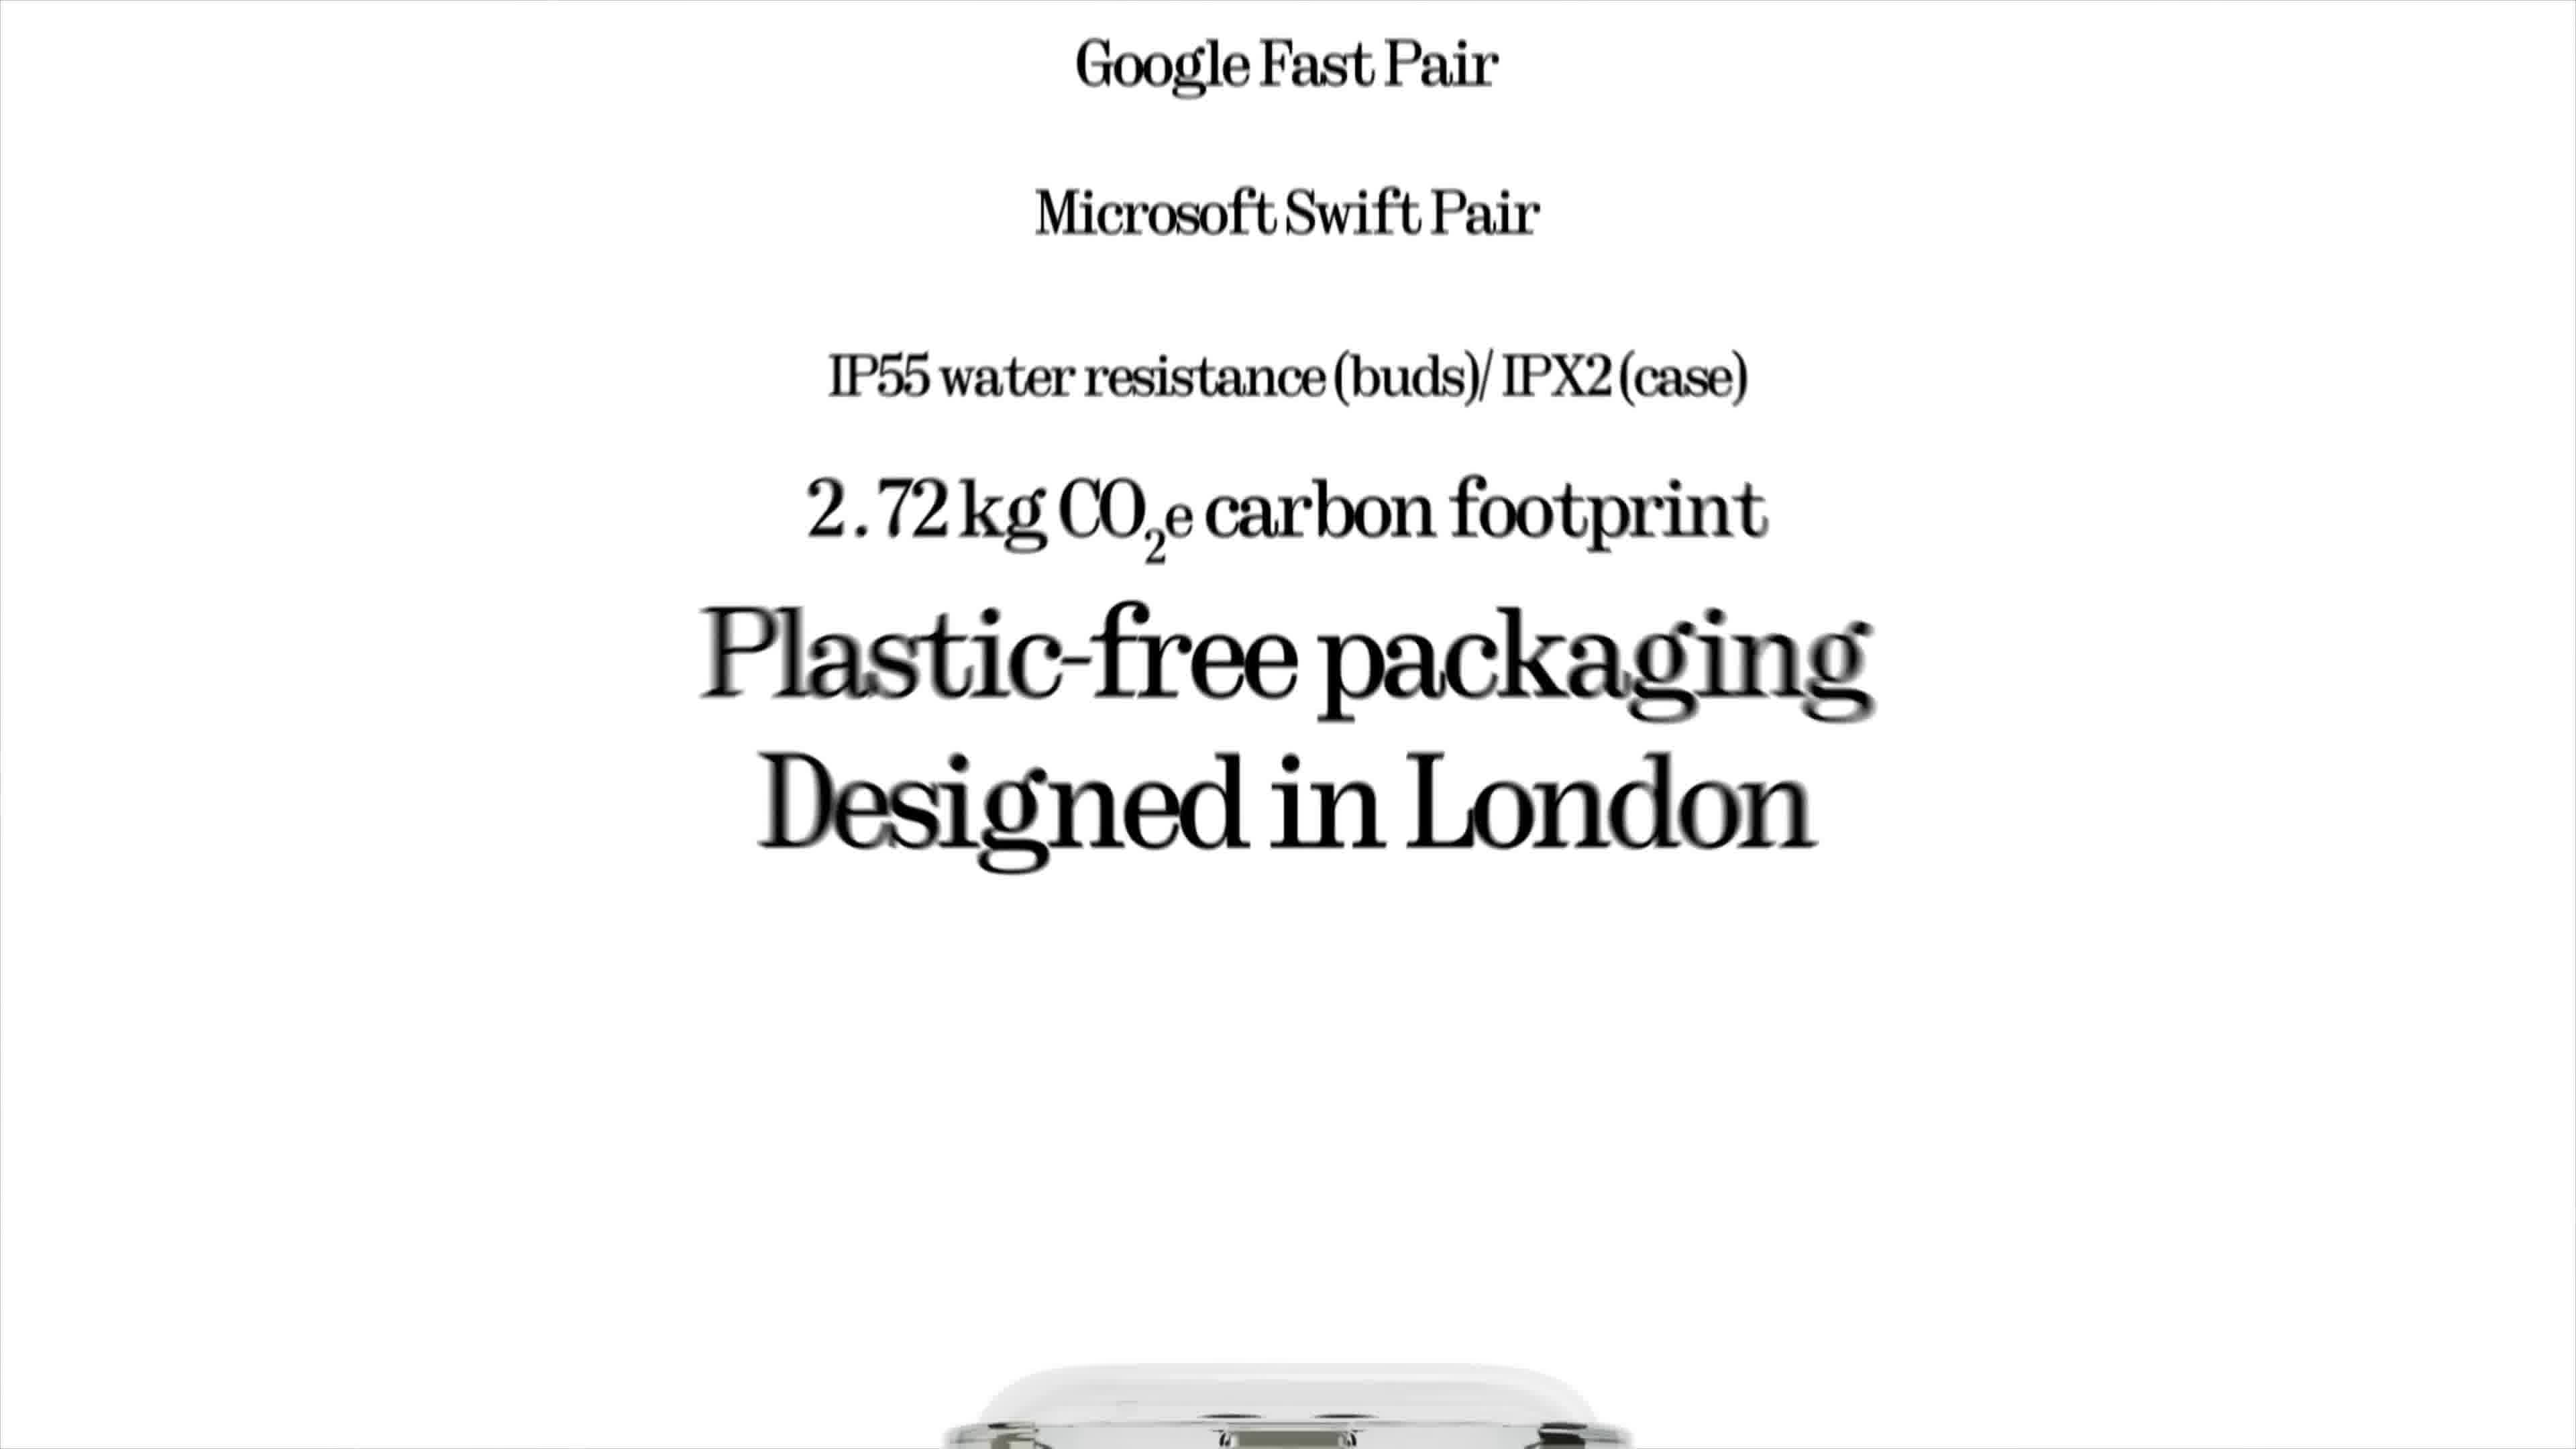 Google Fast Pair
Microsoft Swift Pair
IP55 water resistance (buds)/ IPX2 (case)
2.72 kg CO₂e carbon footprint
Plastic-free packaging
Designed in London